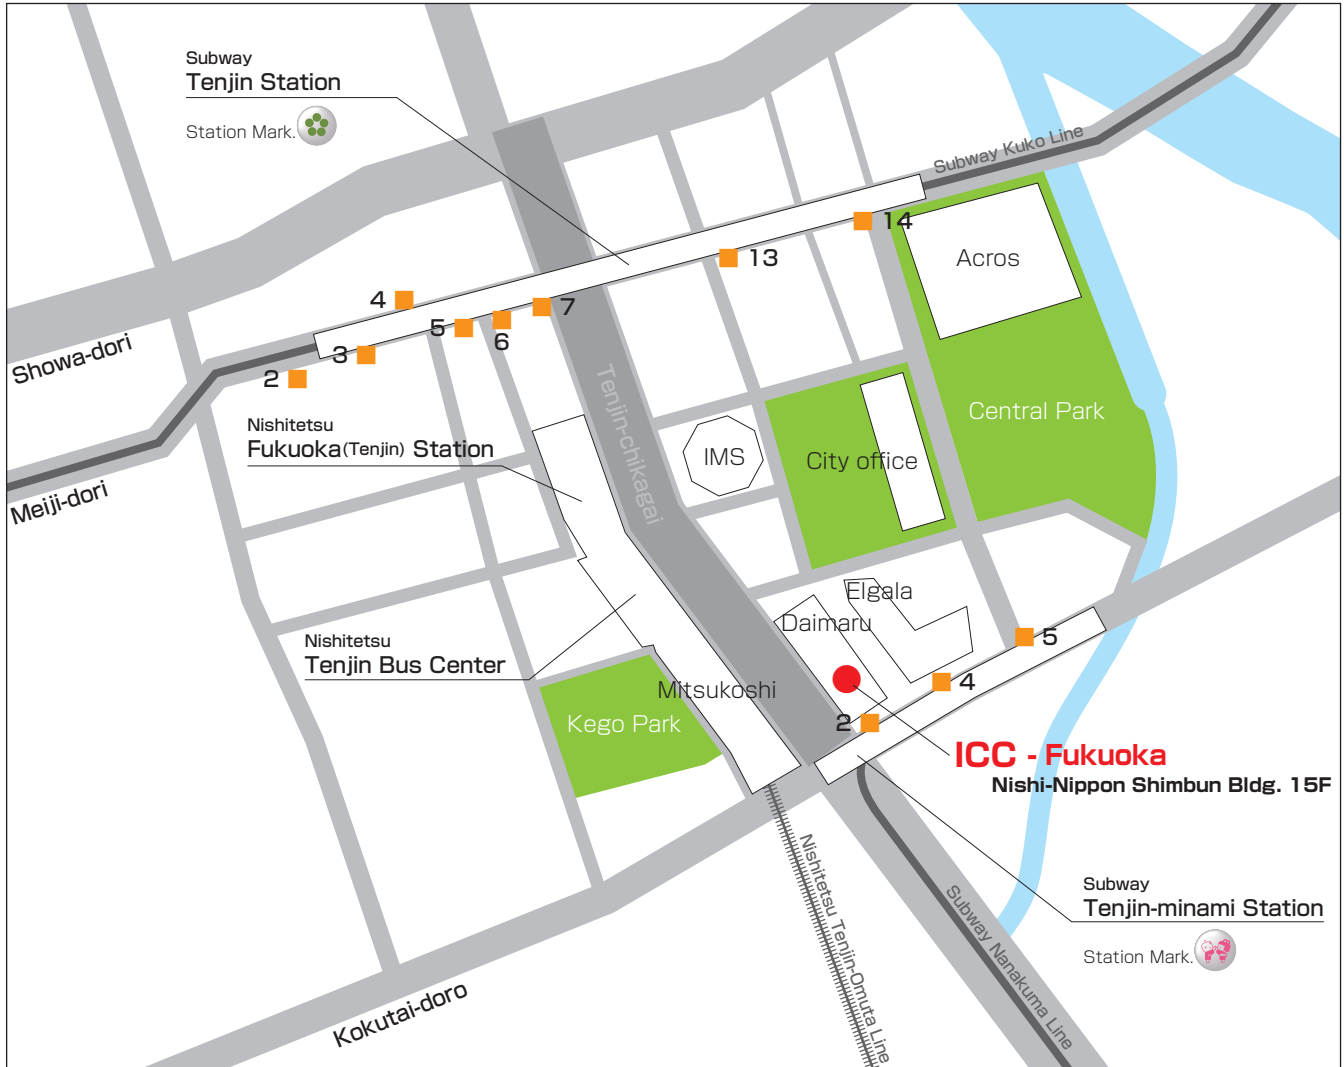 Subway
Tenjin Station
Station Mark.
Subway Kuko Line
14
13
Acros
4
7
5
6
3
2
Showa-dori
Tenjin-chikagai
Nishitetsu
Fukuoka(Tenjin) Station
Central Park
IMS
City office
Meiji-dori
Elgala
Daimaru
5
Nishitetsu
Tenjin Bus Center
4
Mitsukoshi
2
Kego Park
ICC - Fukuoka
Nishi-Nippon Shimbun Bldg. 15F
Nishitetsu Tenjin-Omuta Line
Subway Nanakuma Line
Subway
Tenjin-minami Station
Station Mark.
Kokutai-doro